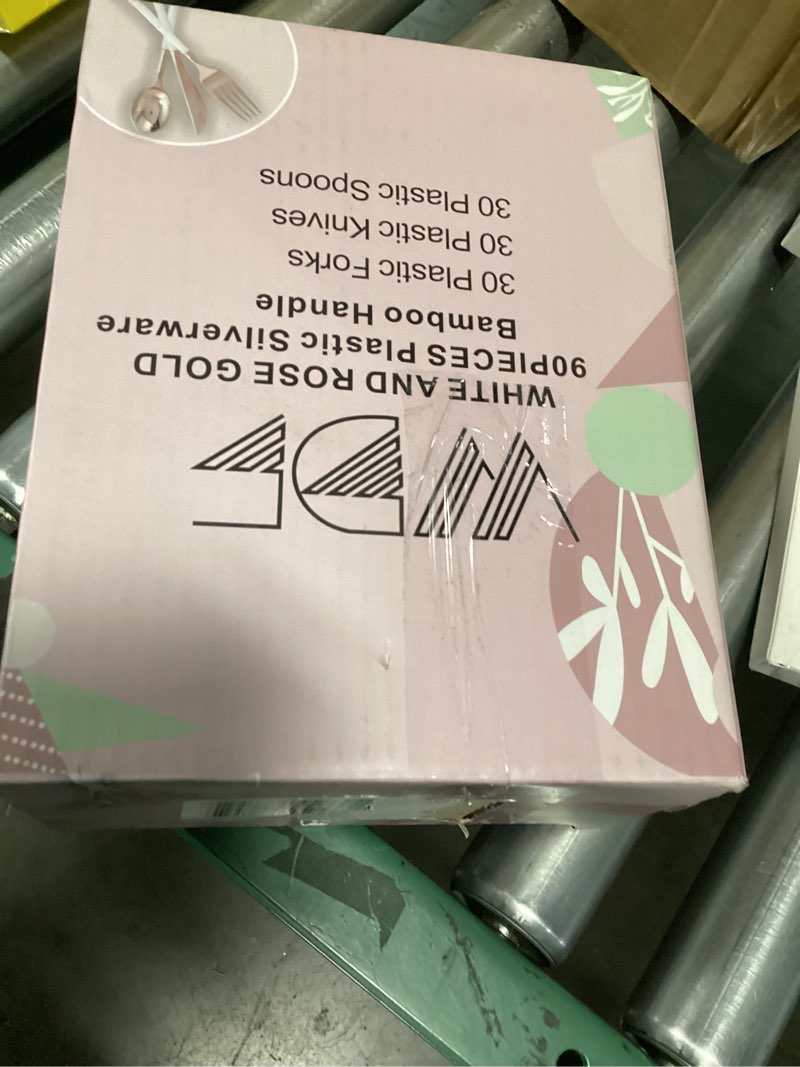 WDF
WHITE AND ROSE GOLD
90PIECES Plastic Silverware
Bamboo Handle
30 Plastic Forks
30 Plastic Knives
30 Plastic Spoons